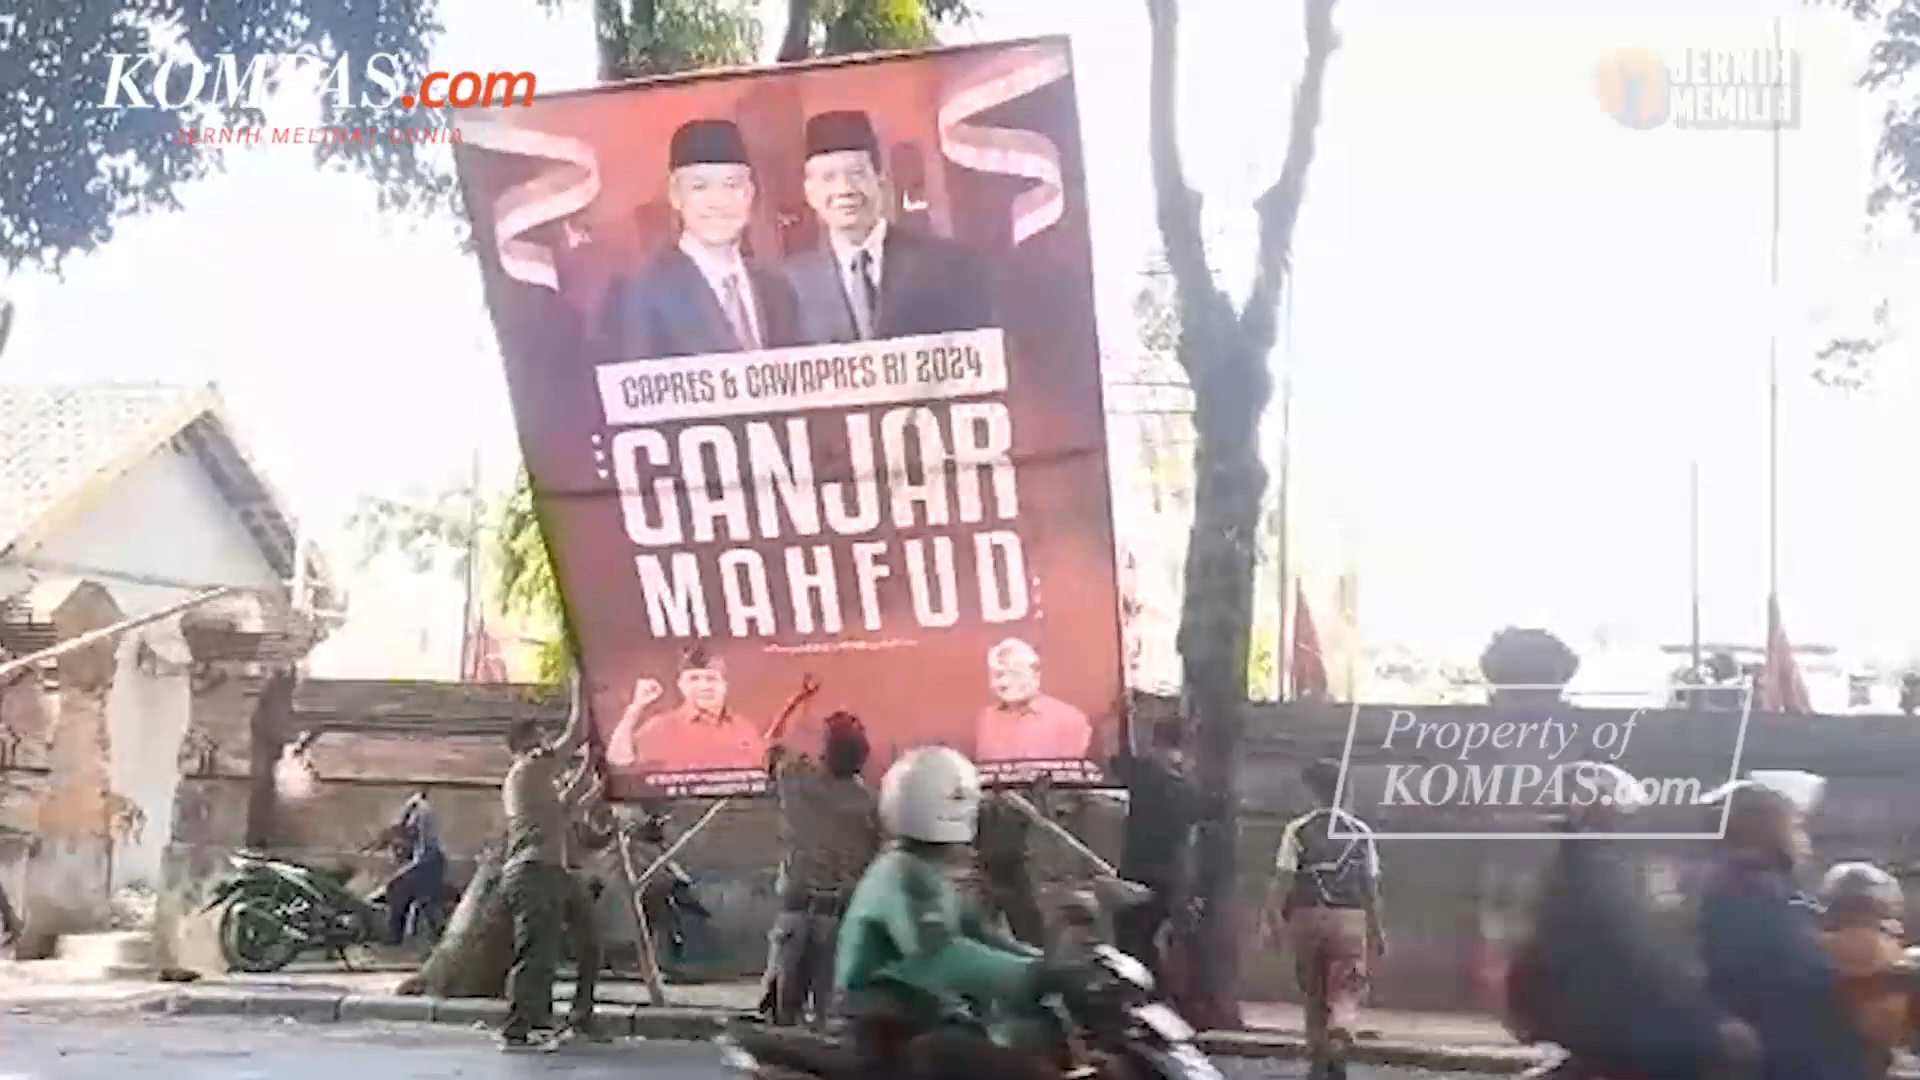 KOMPAS.com
JERNIH MELIHAT DUNIA
JERNIH
MEMILIH
CAPRES & CAWAPRES RI 2024
GANJAR
MAHFUD
Property of
KOMPAS.com